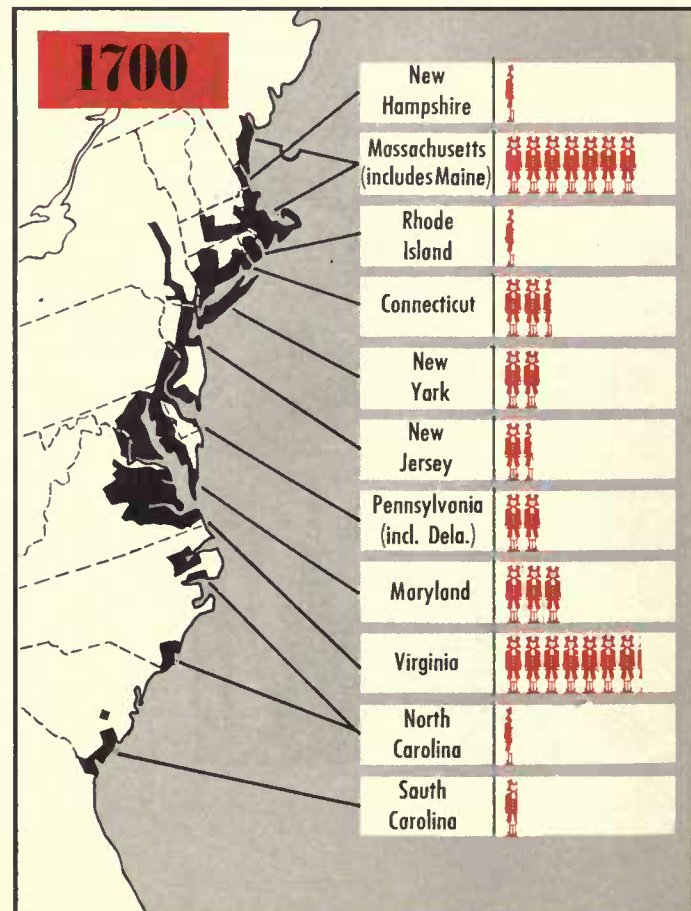 1700
New
Hampshire
Massachusetts
(includes Maine)
Rhode
Island
Connecticut
New
York
New
Jersey
Pennsylvania
(incl. Dela.)
Maryland
Virginia
North
Carolina
South
Carolina